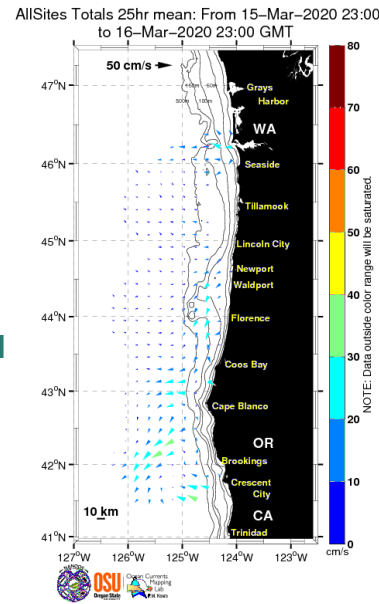 AllSites Totals 25hr mean: From 15-Mar-2020 23:00
to 16-Mar-2020 23:00 GMT
50 cm/s
47°N
46°N
45°N
44°N
43°N
42°N
41°N
127°W
126°W
125°W
124°W
123°W
Grays
Harbor
WA
Seaside
Tillamook
Lincoln City
Newport
Waldport
Florence
Coos Bay
Cape Blanco
OR
Brookings
Crescent
City
CA
Trinidad
10 km
80
70
60
50
40
30
20
10
0
cm/s
NOTE: Data outside color range will be saturated.
OSU
Oregon State
Ocean Currents
Mapping
Lab